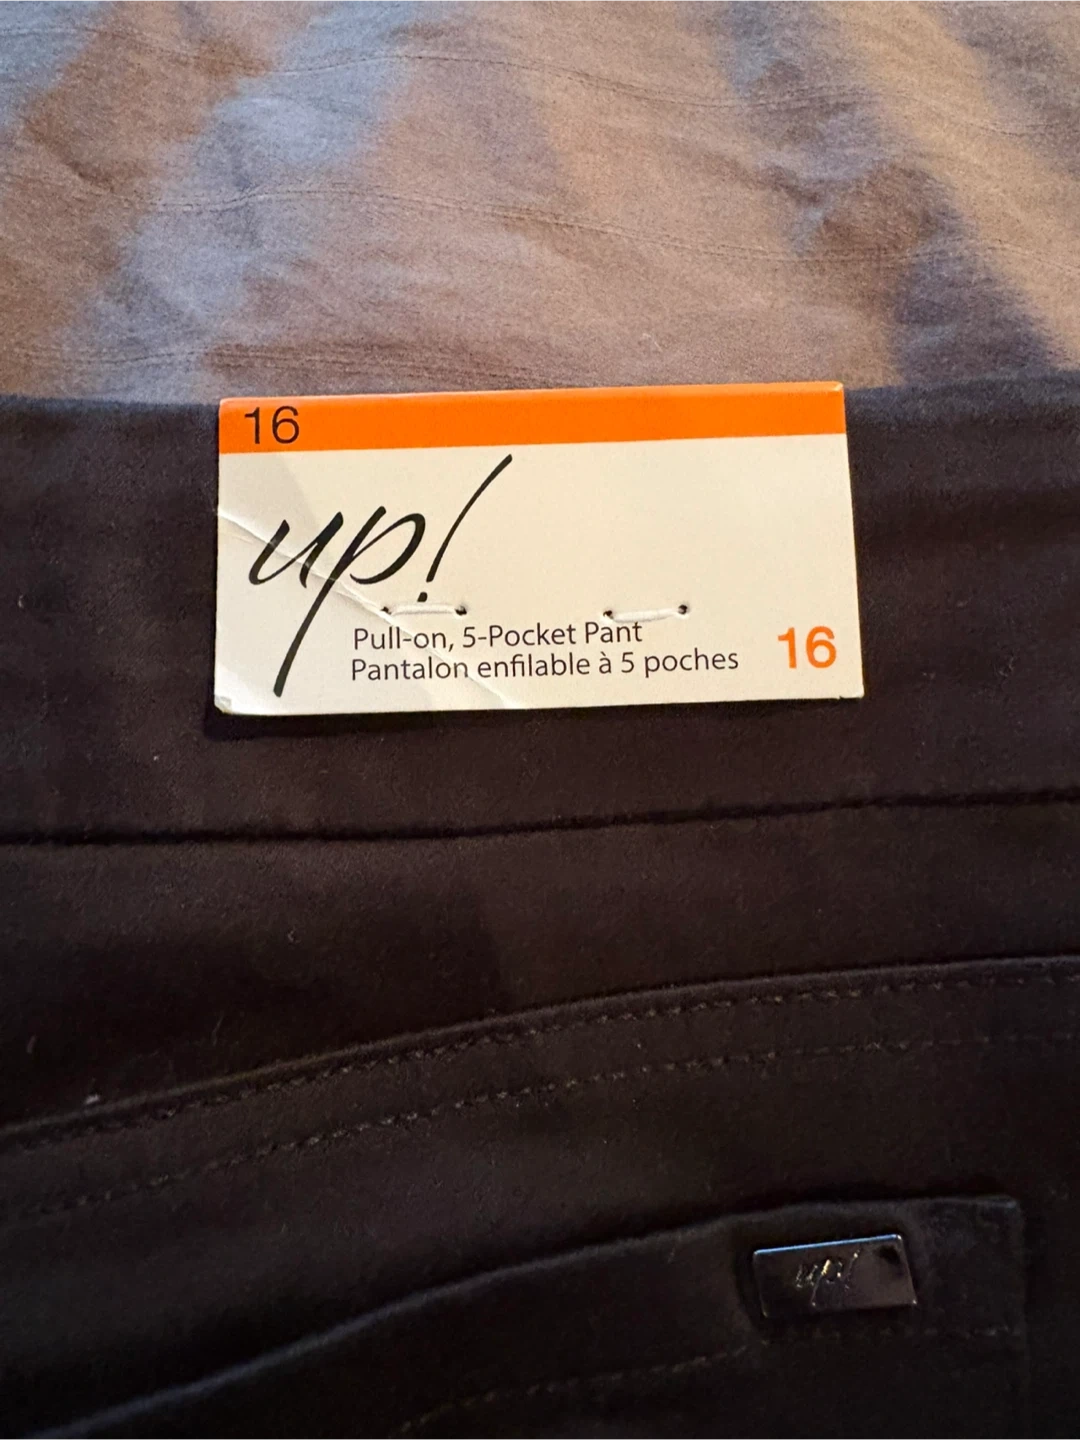 16
up!
Pull-on, 5-Pocket Pant
Pantalon enfilable à 5 poches
16
up!